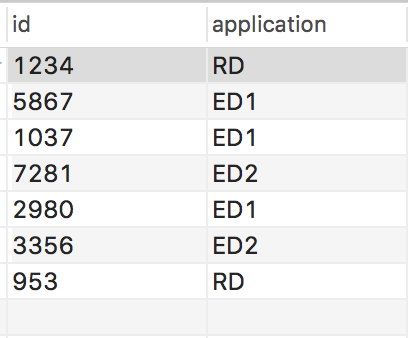 id application
1234 RD
5867 ED1
1037 ED1
7281 ED2
2980 ED1
3356 ED2
953 RD